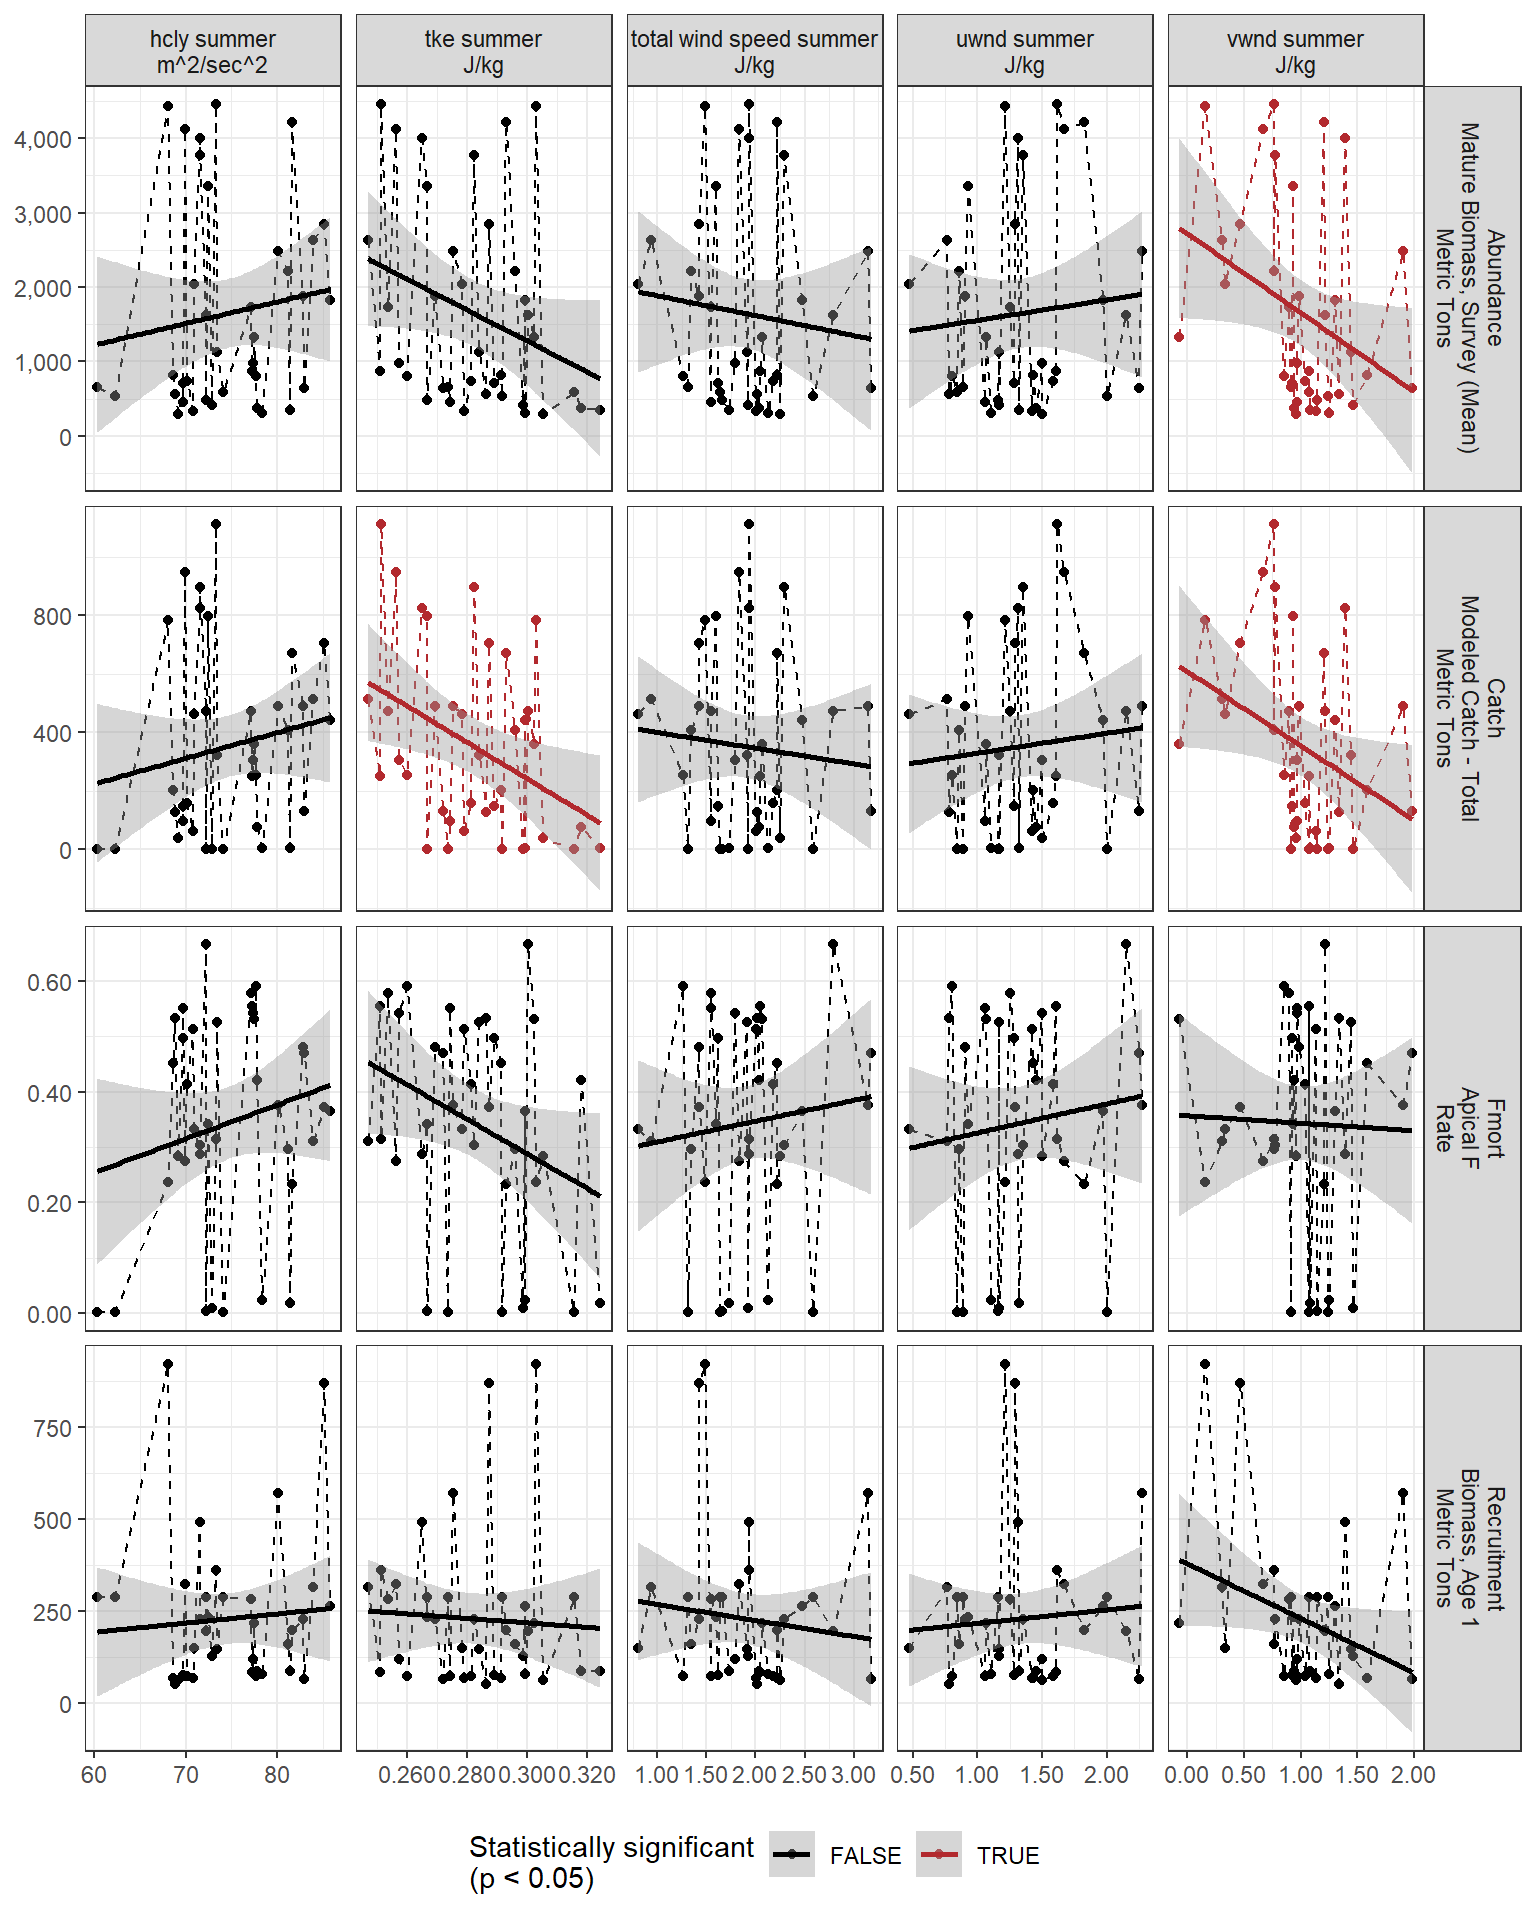 hcly summer
m^2/sec^2
tke summer
J/kg
total wind speed summer
J/kg
uwnd summer
J/kg
vwnd summer
J/kg
4,000
3,000
2,000
1,000
0
Abundance
Mature Biomass, Survey (Mean)
Metric Tons
800
400
0
Catch
Modeled Catch - Total
Metric Tons
0.60
0.40
0.20
0.00
Fmort
Apical F
Rate
750
500
250
0
Recruitment
Biomass, Age 1
Metric Tons
60 70 80
0.260 0.280 0.300 0.320
1.00 1.50 2.00 2.50 3.00
0.50 1.00 1.50 2.00
0.00 0.50 1.00 1.50 2.00
Statistically significant
(p < 0.05)
FALSE
TRUE